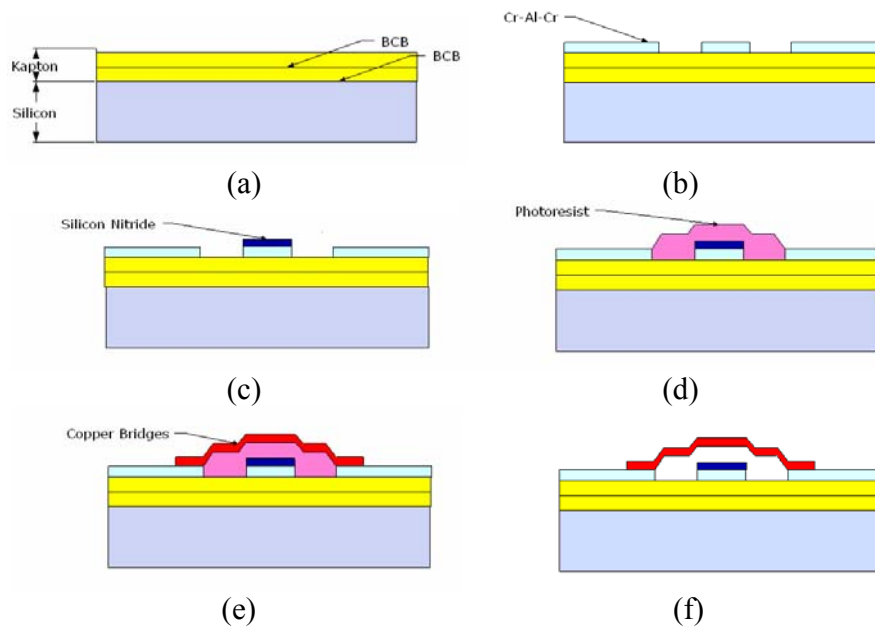 BCB
BCB
Kapton
Silicon
(a)
Cr-Al-Cr
(b)
Silicon Nitride
(c)
Photoresist
(d)
Copper Bridges
(e)
(f)